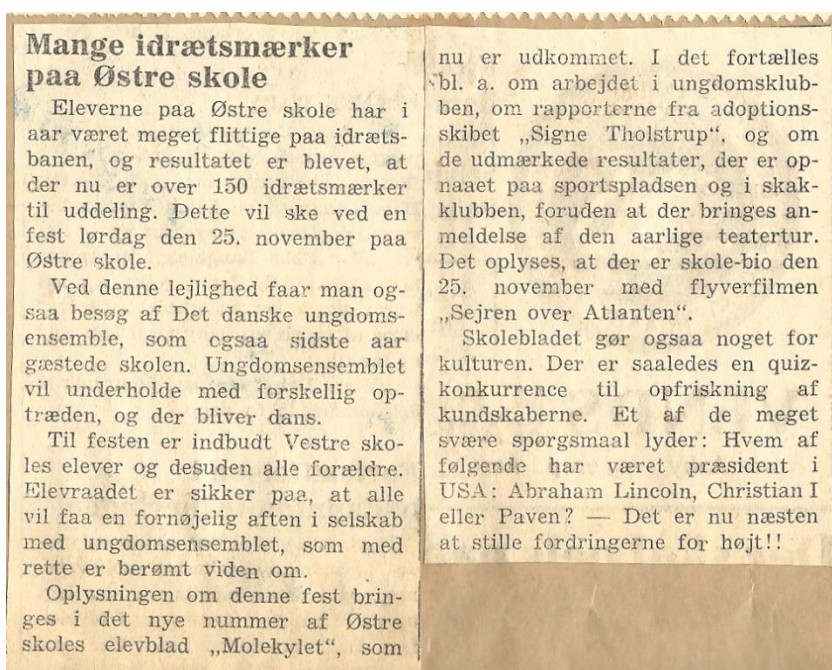 Mange idrætsmærker
paa Østre skole
Eleverne paa Østre skole har i
aar været meget flittige paa idræts-
banen, og resultatet er blevet, at
der nu er over 150 idrætsmærker
til uddeling. Dette vil ske ved en
fest lørdag den 25. november paa
Østre skole.
Ved denne lejlighed faar man og-
saa besøg af Det danske ungdoms-
ensemble, som ogsaa sidste aar
gæstede skolen. Ungdomsensemblet
vil underholde med forskellig op-
træden, og der bliver dans.
Til festen er indbudt Vestre sko-
les elever og desuden alle forældre.
Elevraadet er sikker paa, at alle
vil faa en fornøjelig aften i selskab
med ungdomsensemblet, som med
rette er berømt viden om.
Oplysningen om denne fest brin-
ges i det nye nummer af Østre
skoles elevblad „Molekylet“, som
nu er udkommet. I det fortælles
bl. a. om arbejdet i ungdomsklub-
ben, om rapporterne fra adoptions-
skibet „Signe Tholstrup“, og om
de udmærkede resultater, der er op-
naaet paa sportspladsen og i skak-
klubben, foruden at der bringes an-
meldelse af den aarlige teatertur.
Det oplyses, at der er skole-bio den
25. november med flyverfilmen
„Sejren over Atlanten“.
Skolebladet gør ogsaa noget for
kulturen. Der er saaledes en quiz-
konkurrence til opfriskning af
kundskaberne. Et af de meget
svære spørgsmaal lyder: Hvem af
følgende har været præsident i
USA: Abraham Lincoln, Christian I
eller Paven? — Det er nu næsten
at stille fordringerne for højt!!